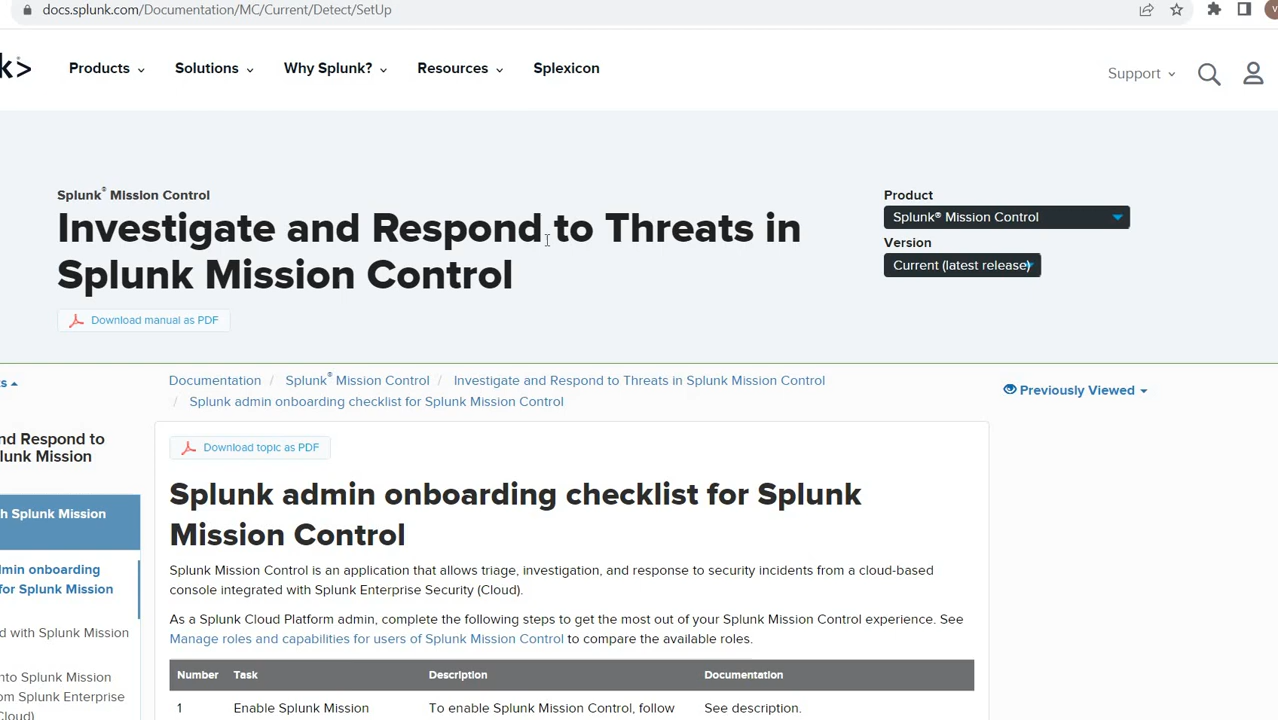 docs.splunk.com/Documentation/MC/Current/Detect/SetUp
k>
Products
Solutions
Why Splunk?
Resources
Splexicon
Support
Splunk® Mission Control
Investigate and Respond to Threats in
Splunk Mission Control
Download manual as PDF
Product
Splunk® Mission Control
Version
Current (latest release)
Documentation / Splunk® Mission Control / Investigate and Respond to Threats in Splunk Mission Control
/ Splunk admin onboarding checklist for Splunk Mission Control
Previously Viewed
s
nd Respond to
lunk Mission
h Splunk Mission
min onboarding
for Splunk Mission
d with Splunk Mission
nto Splunk Mission
om Splunk Enterprise
Cloud)
Download topic as PDF
Splunk admin onboarding checklist for Splunk
Mission Control
Splunk Mission Control is an application that allows triage, investigation, and response to security incidents from a cloud-based
console integrated with Splunk Enterprise Security (Cloud).
As a Splunk Cloud Platform admin, complete the following steps to get the most out of your Splunk Mission Control experience. See
Manage roles and capabilities for users of Splunk Mission Control to compare the available roles.
Number Task Description Documentation
1 Enable Splunk Mission To enable Splunk Mission Control, follow See description.